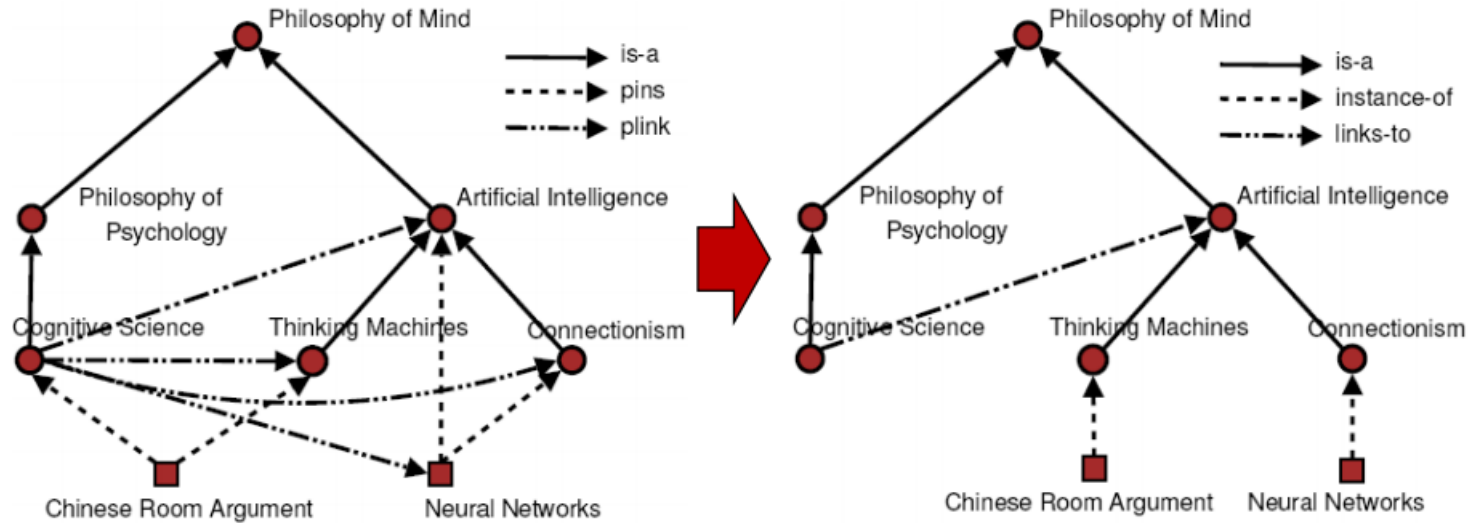 Philosophy of Mind
is-a
pins
plink
Philosophy of
Psychology
Artificial Intelligence
Cognitive Science
Thinking Machines
Connectionism
Chinese Room Argument
Neural Networks
Philosophy of Mind
is-a
instance-of
links-to
Philosophy of
Psychology
Artificial Intelligence
Cognitive Science
Thinking Machines
Connectionism
Chinese Room Argument
Neural Networks